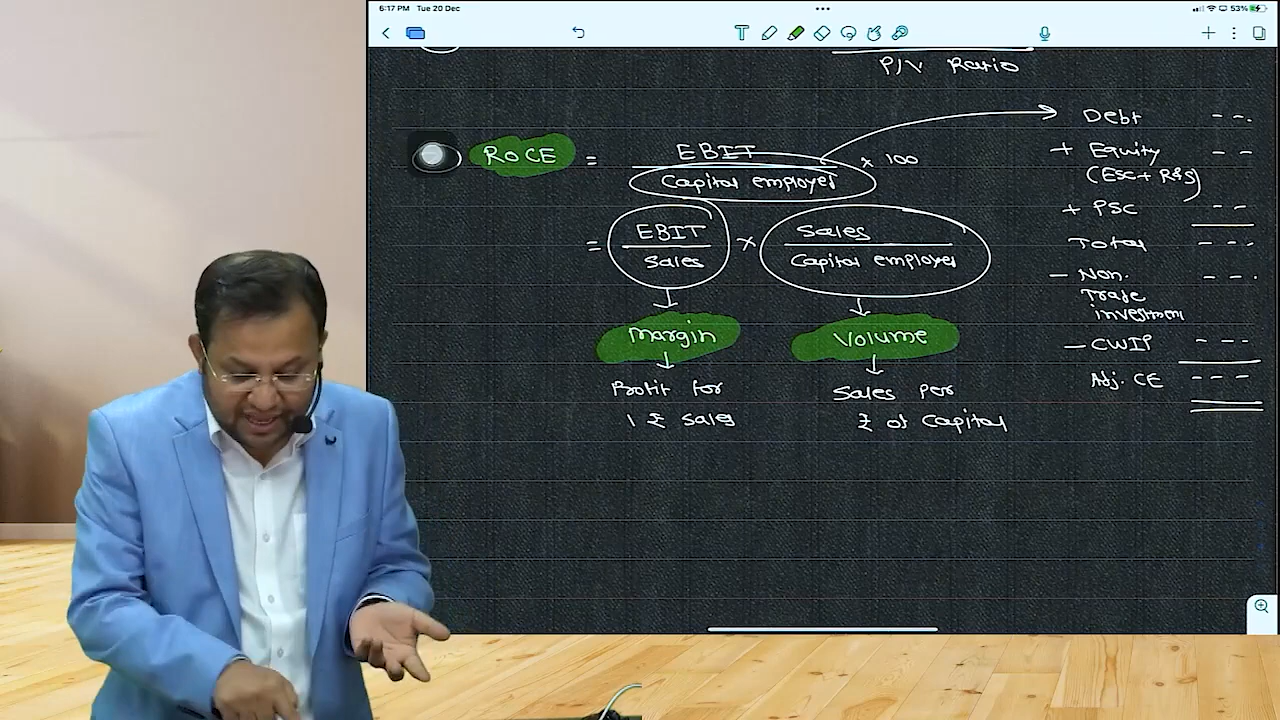 6:17 PM Tue 20 Dec
53%
T
P/V Ratio
RoCE = EBIT / Capital employed × 100
= EBIT / Sales × Sales / Capital employed
Margin
Volume
Profit for
1 ₹ Sales
Sales per
₹ of Capital
Debt ---
+ Equity --
(ESC + R&S)
+ PSC --
Total ---
- Non. ---
Trade
investment
- CWIP ---
Adj. CE ---